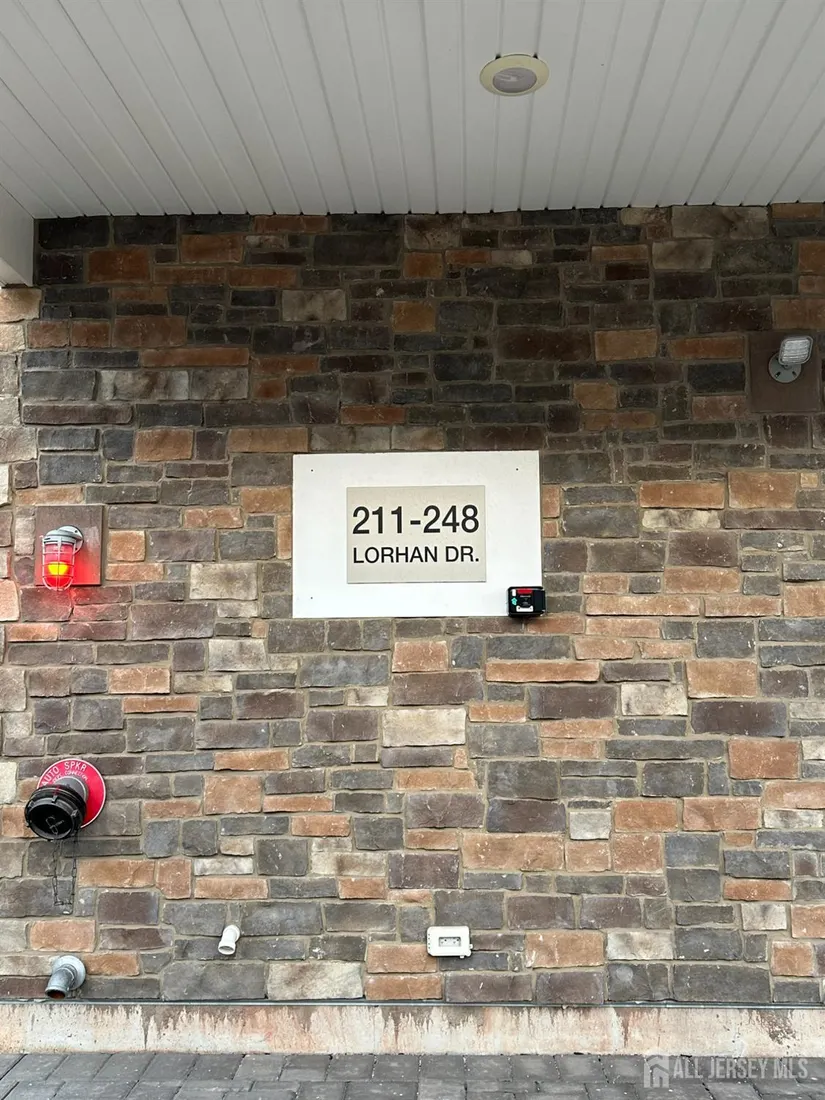 211-248
LORHAN DR.
AUTO SPKR
ALL JERSEY MLS